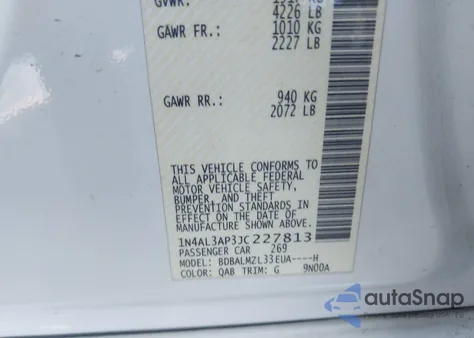 GVWR:
4226 LB
GAWR FR.: 1010 KG
2227 LB
GAWR RR.: 940 KG
2072 LB
THIS VEHICLE CONFORMS TO
ALL APPLICABLE FEDERAL
MOTOR VEHICLE SAFETY,
BUMPER, AND THEFT
PREVENTION STANDARDS IN
EFFECT ON THE DATE OF
MANUFACTURE SHOWN ABOVE.
1N4AL3AP3JC227813
PASSENGER CAR 269
MODEL: BDBALMZL33EUA----H
COLOR: QAB TRIM: G 9N00A
autoSnap